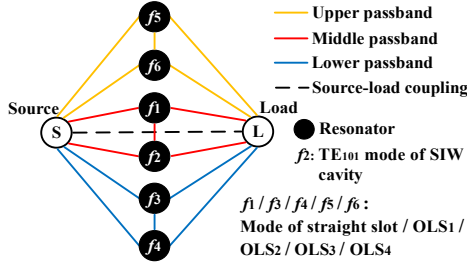 f5
Upper passband
Middle passband
f6
Lower passband
Source-load coupling
Source
f1
Load
S
L
Resonator
f2
f2: TE101 mode of SIW
cavity
f3
f1 / f3 / f4 / f5 / f6 :
Mode of straight slot / OLS1 /
f4
OLS2 / OLS3 / OLS4